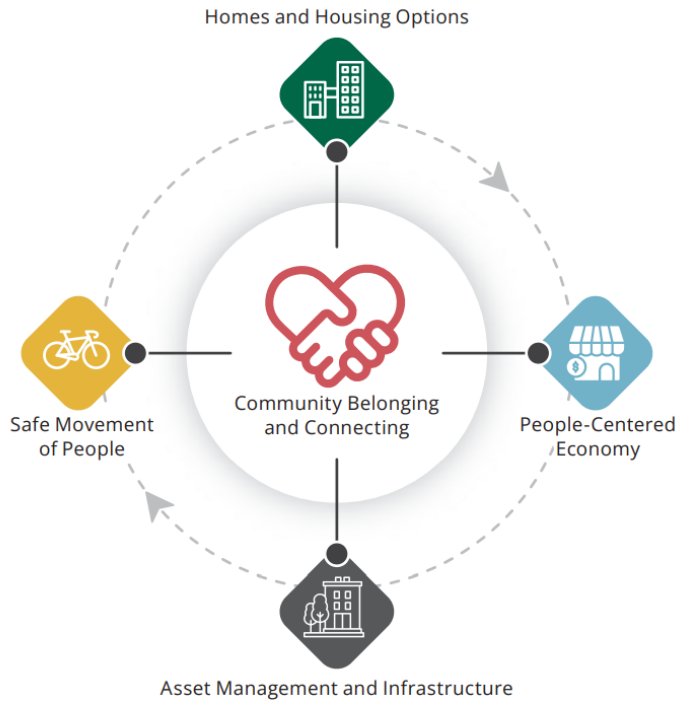 Homes and Housing Options
Community Belonging
and Connecting
Safe Movement
of People
People-Centered
Economy
$
Asset Management and Infrastructure